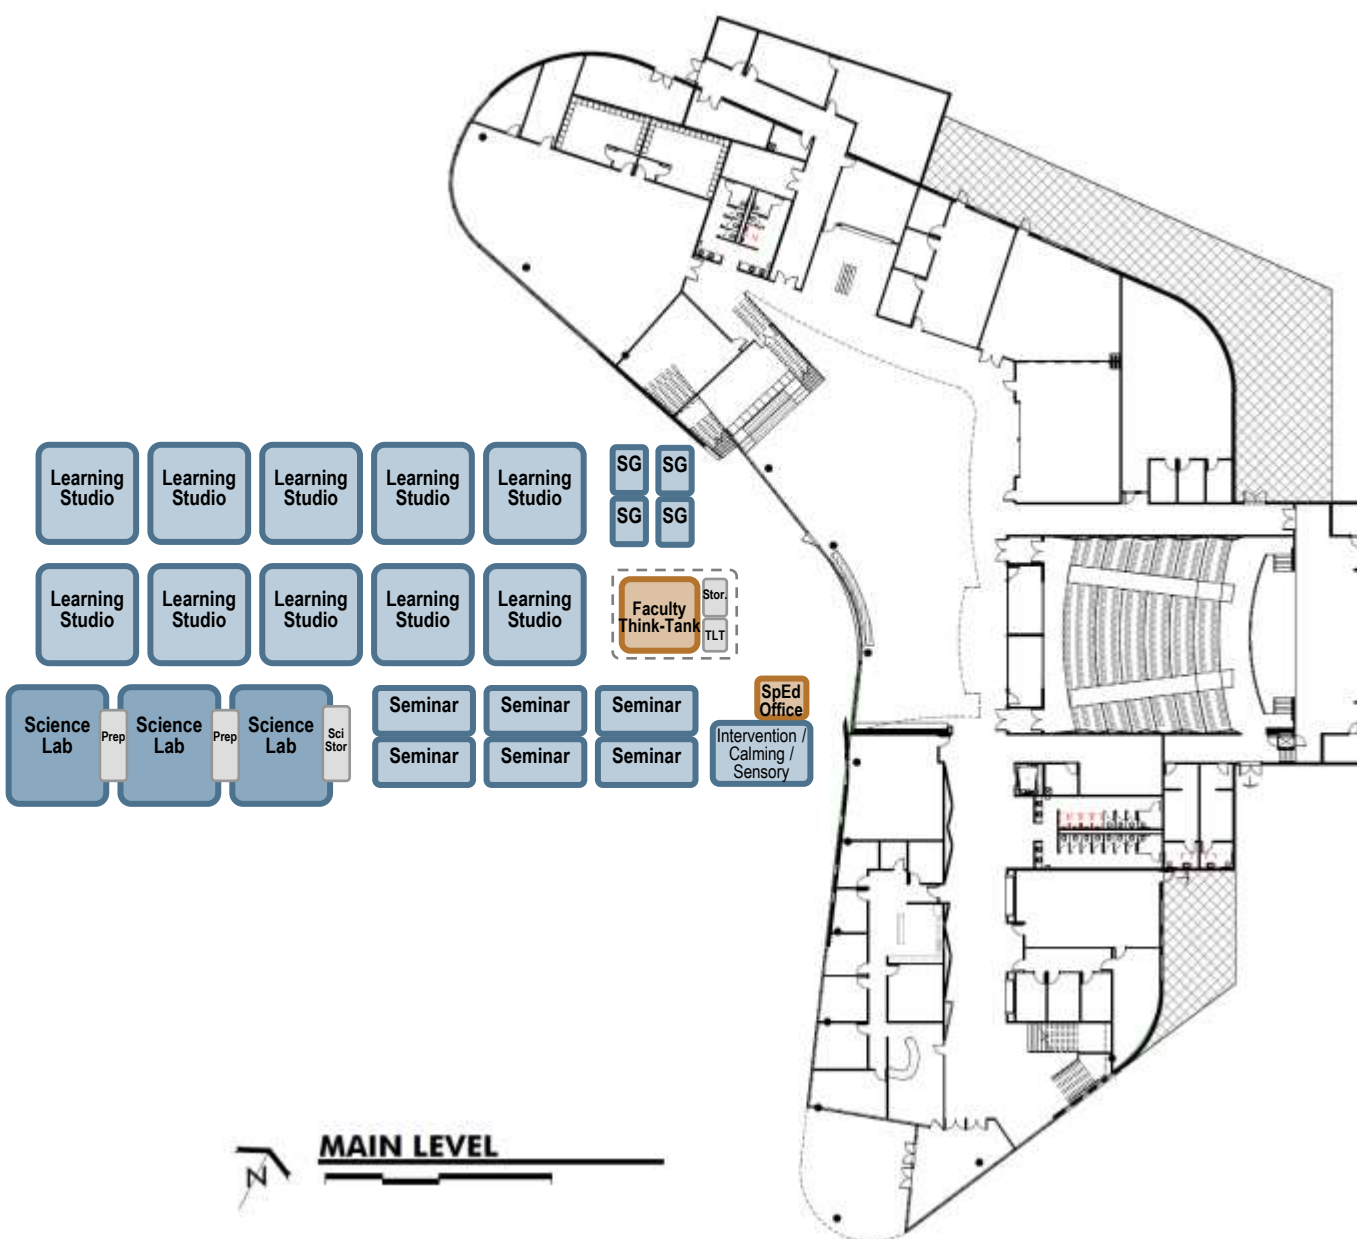 Learning
Studio
Learning
Studio
Learning
Studio
Learning
Studio
Learning
Studio
SG
SG
SG
SG
Learning
Studio
Learning
Studio
Learning
Studio
Learning
Studio
Learning
Studio
Faculty
Think-Tank
Stor.
TLT
Science
Lab
Prep
Science
Lab
Prep
Science
Lab
Sci
Stor
Seminar
Seminar
Seminar
Seminar
Seminar
Seminar
SpEd
Office
Intervention /
Calming /
Sensory
MAIN LEVEL
N